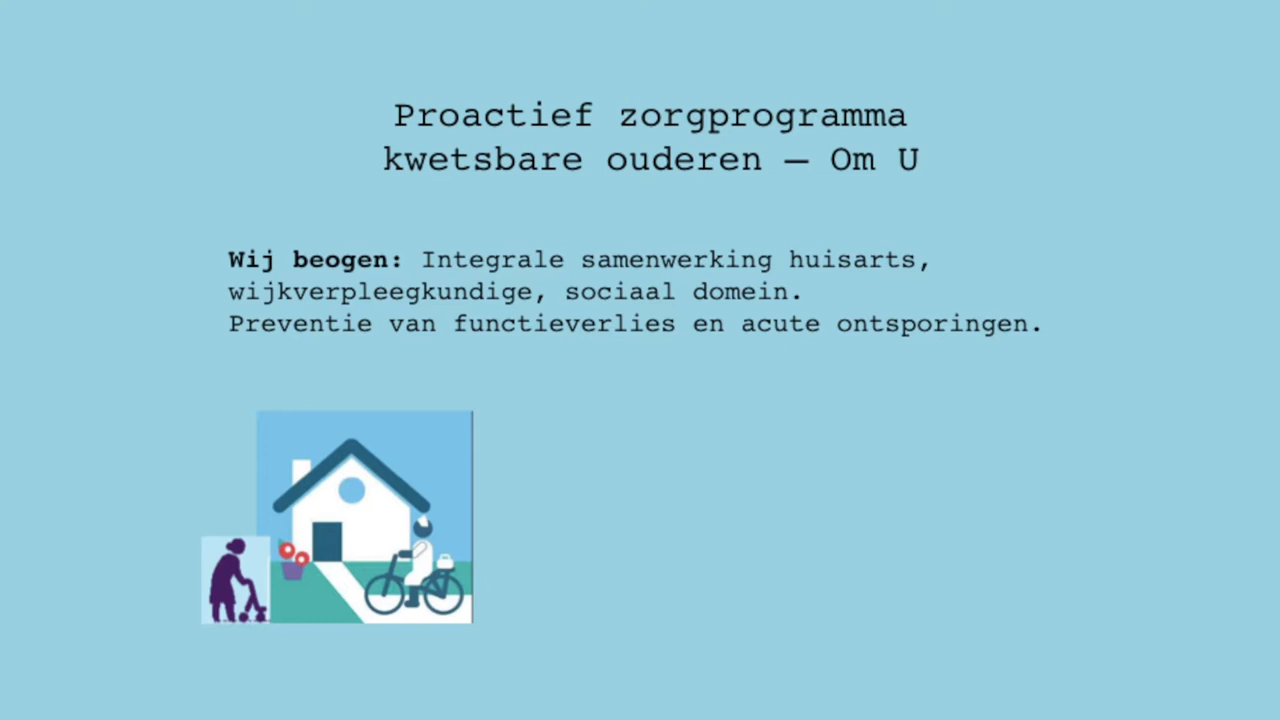 Proactief zorgprogramma
kwetsbare ouderen – Om U
Wij beogen: Integrale samenwerking huisarts,
wijkverpleegkundige, sociaal domein.
Preventie van functieverlies en acute ontsporingen.